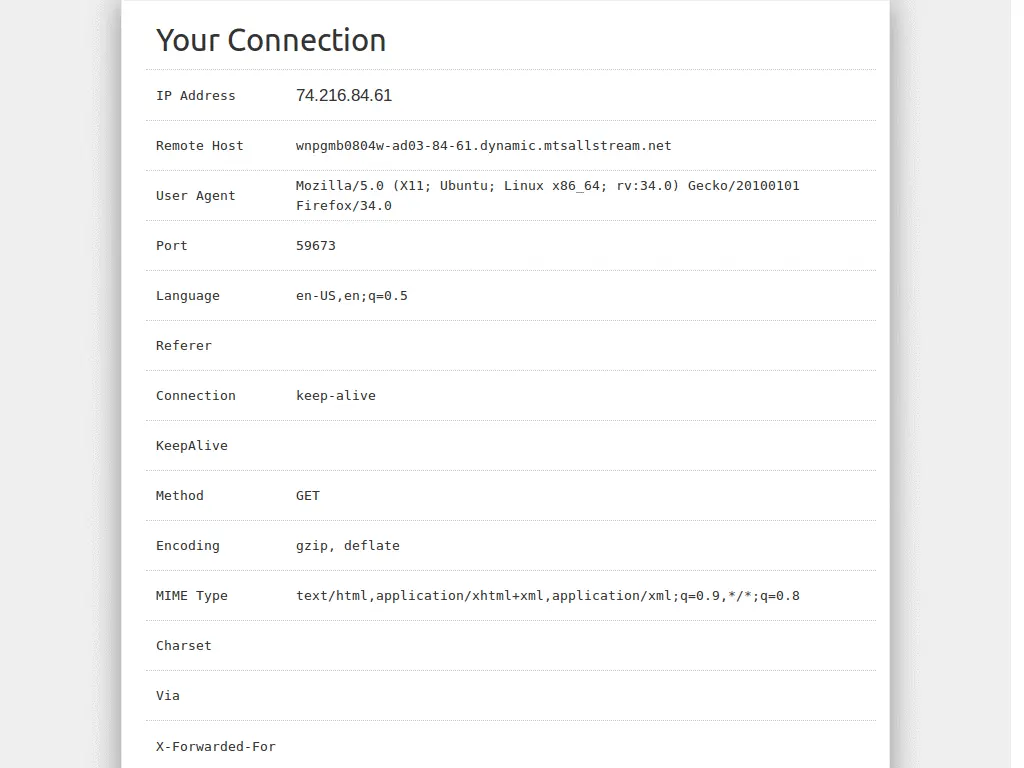 Your Connection
IP Address 74.216.84.61
Remote Host wnpgmb0804w-ad03-84-61.dynamic.mtsallstream.net
User Agent Mozilla/5.0 (X11; Ubuntu; Linux x86_64; rv:34.0) Gecko/20100101
Firefox/34.0
Port 59673
Language en-US,en;q=0.5
Referer
Connection keep-alive
KeepAlive
Method GET
Encoding gzip, deflate
MIME Type text/html,application/xhtml+xml,application/xml;q=0.9,*/*;q=0.8
Charset
Via
X-Forwarded-For